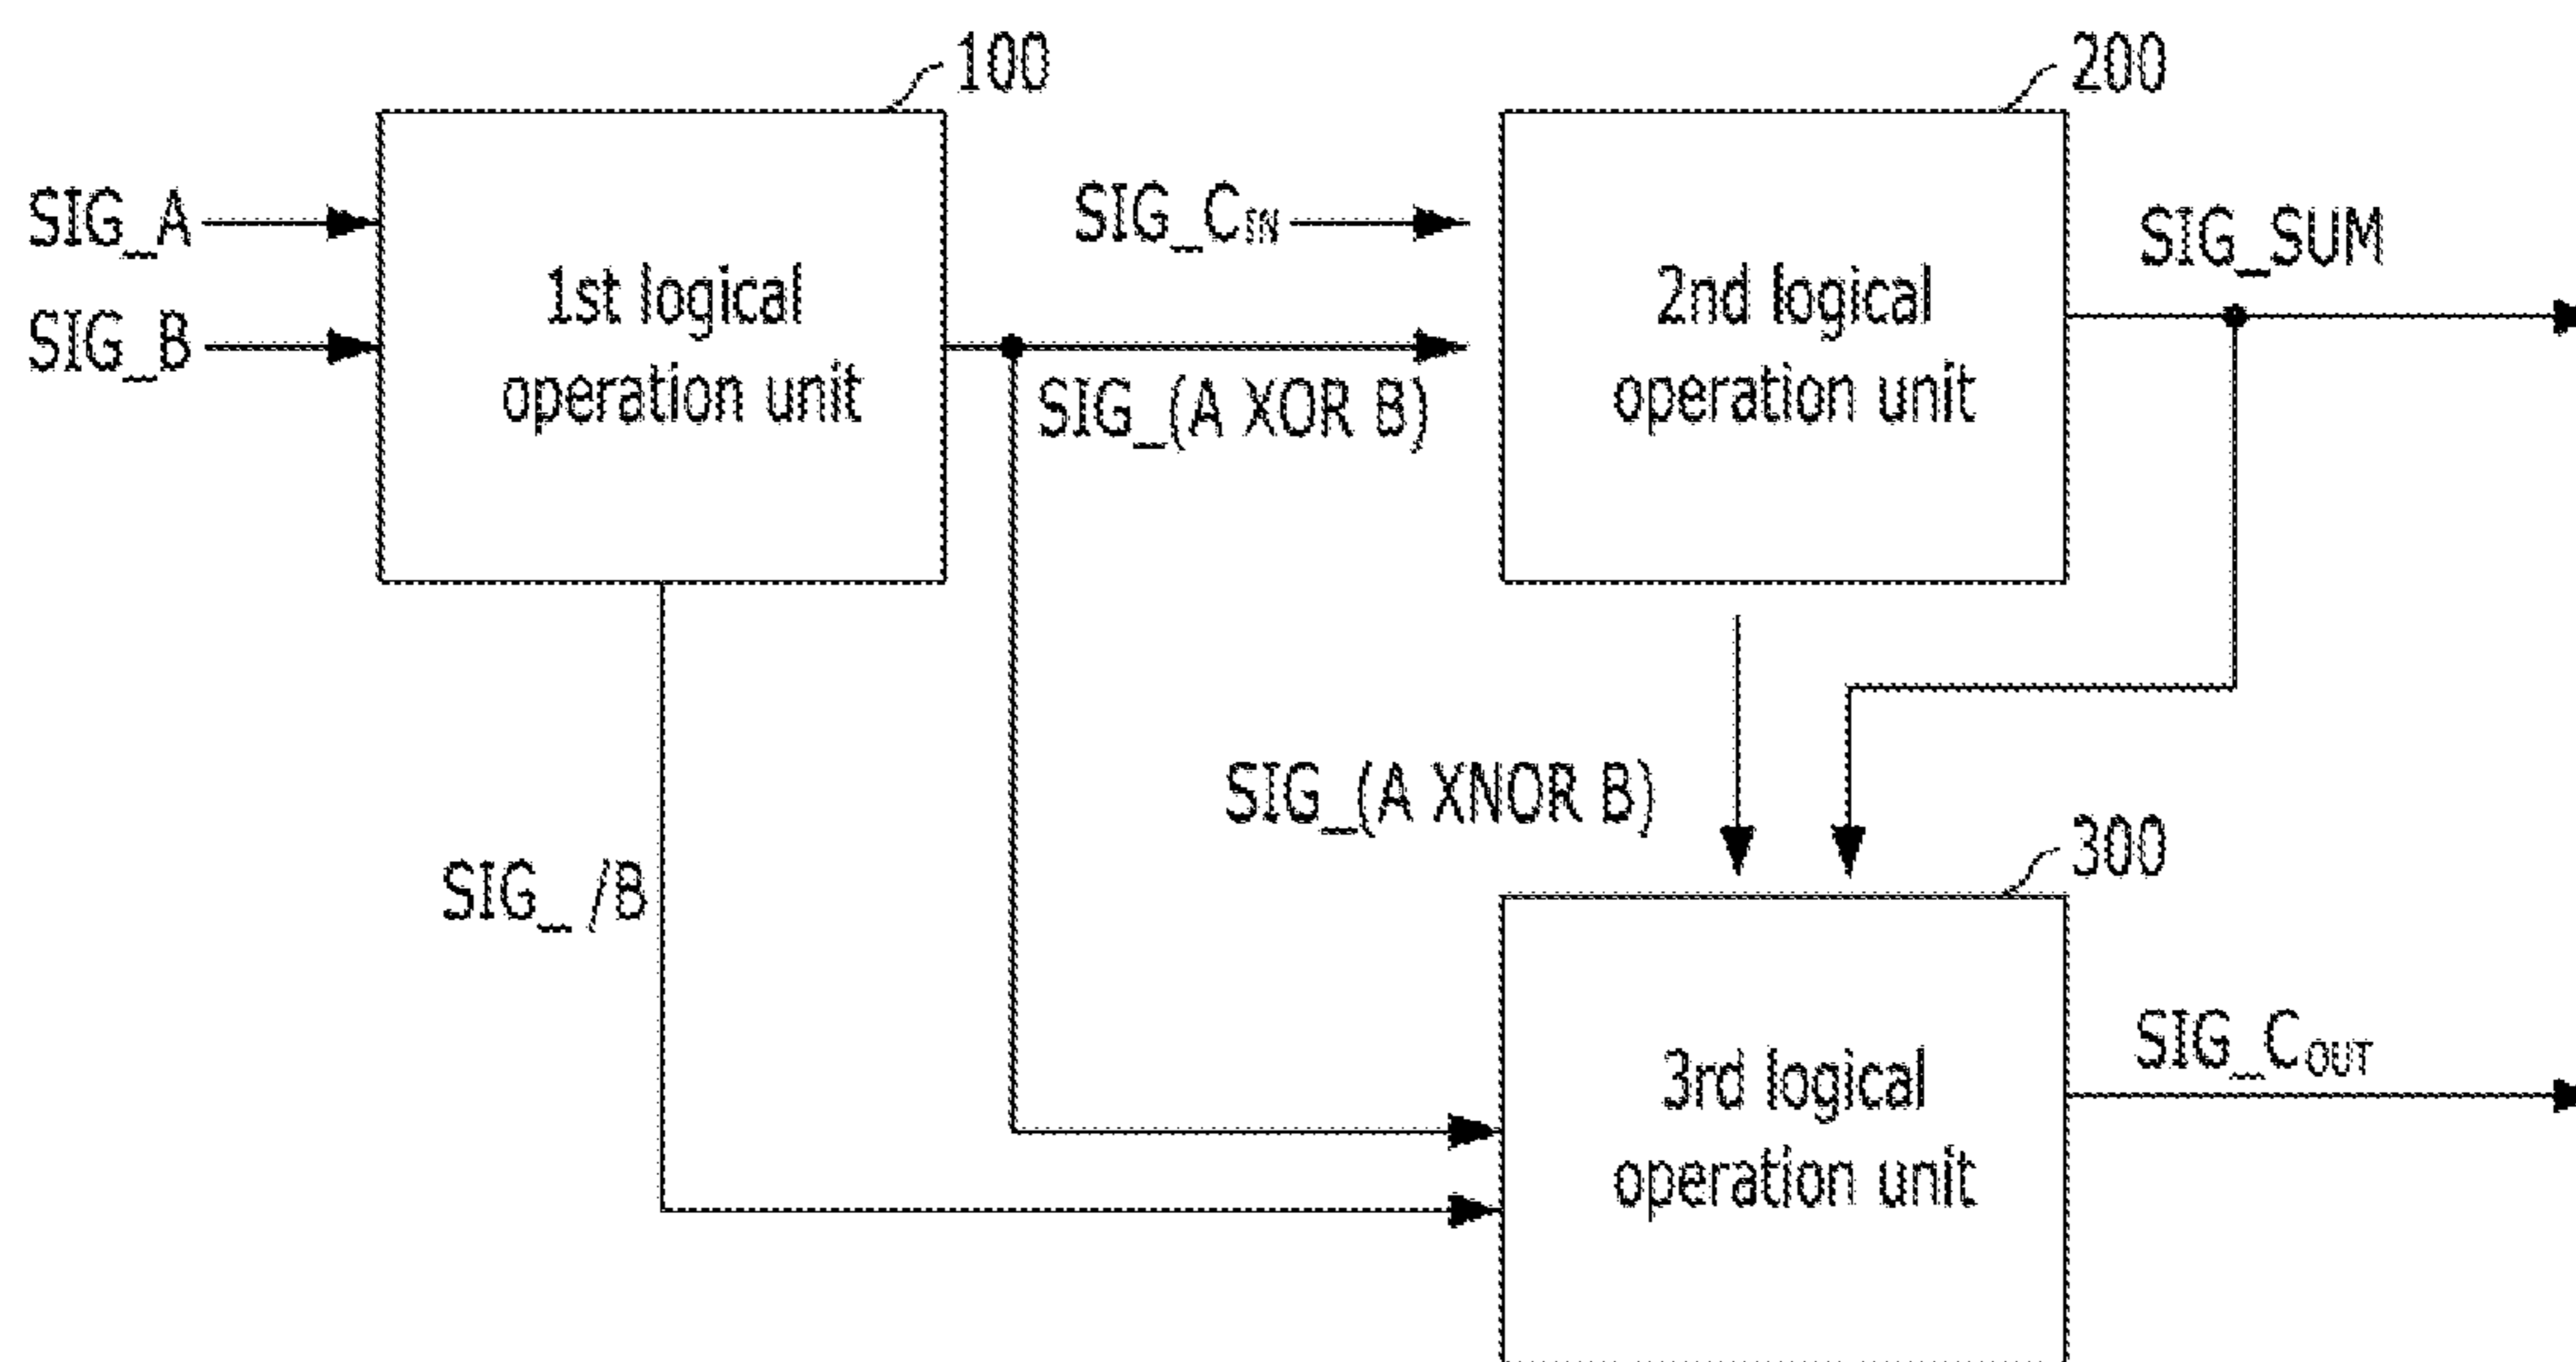 100
200
SIG_A
SIG_B
1st logical
operation unit
SIG_CIN
SIG_(A XOR B)
2nd logical
operation unit
SIG_SUM
SIG_(A XNOR B)
SIG_ /B
300
3rd logical
operation unit
SIG_COUT